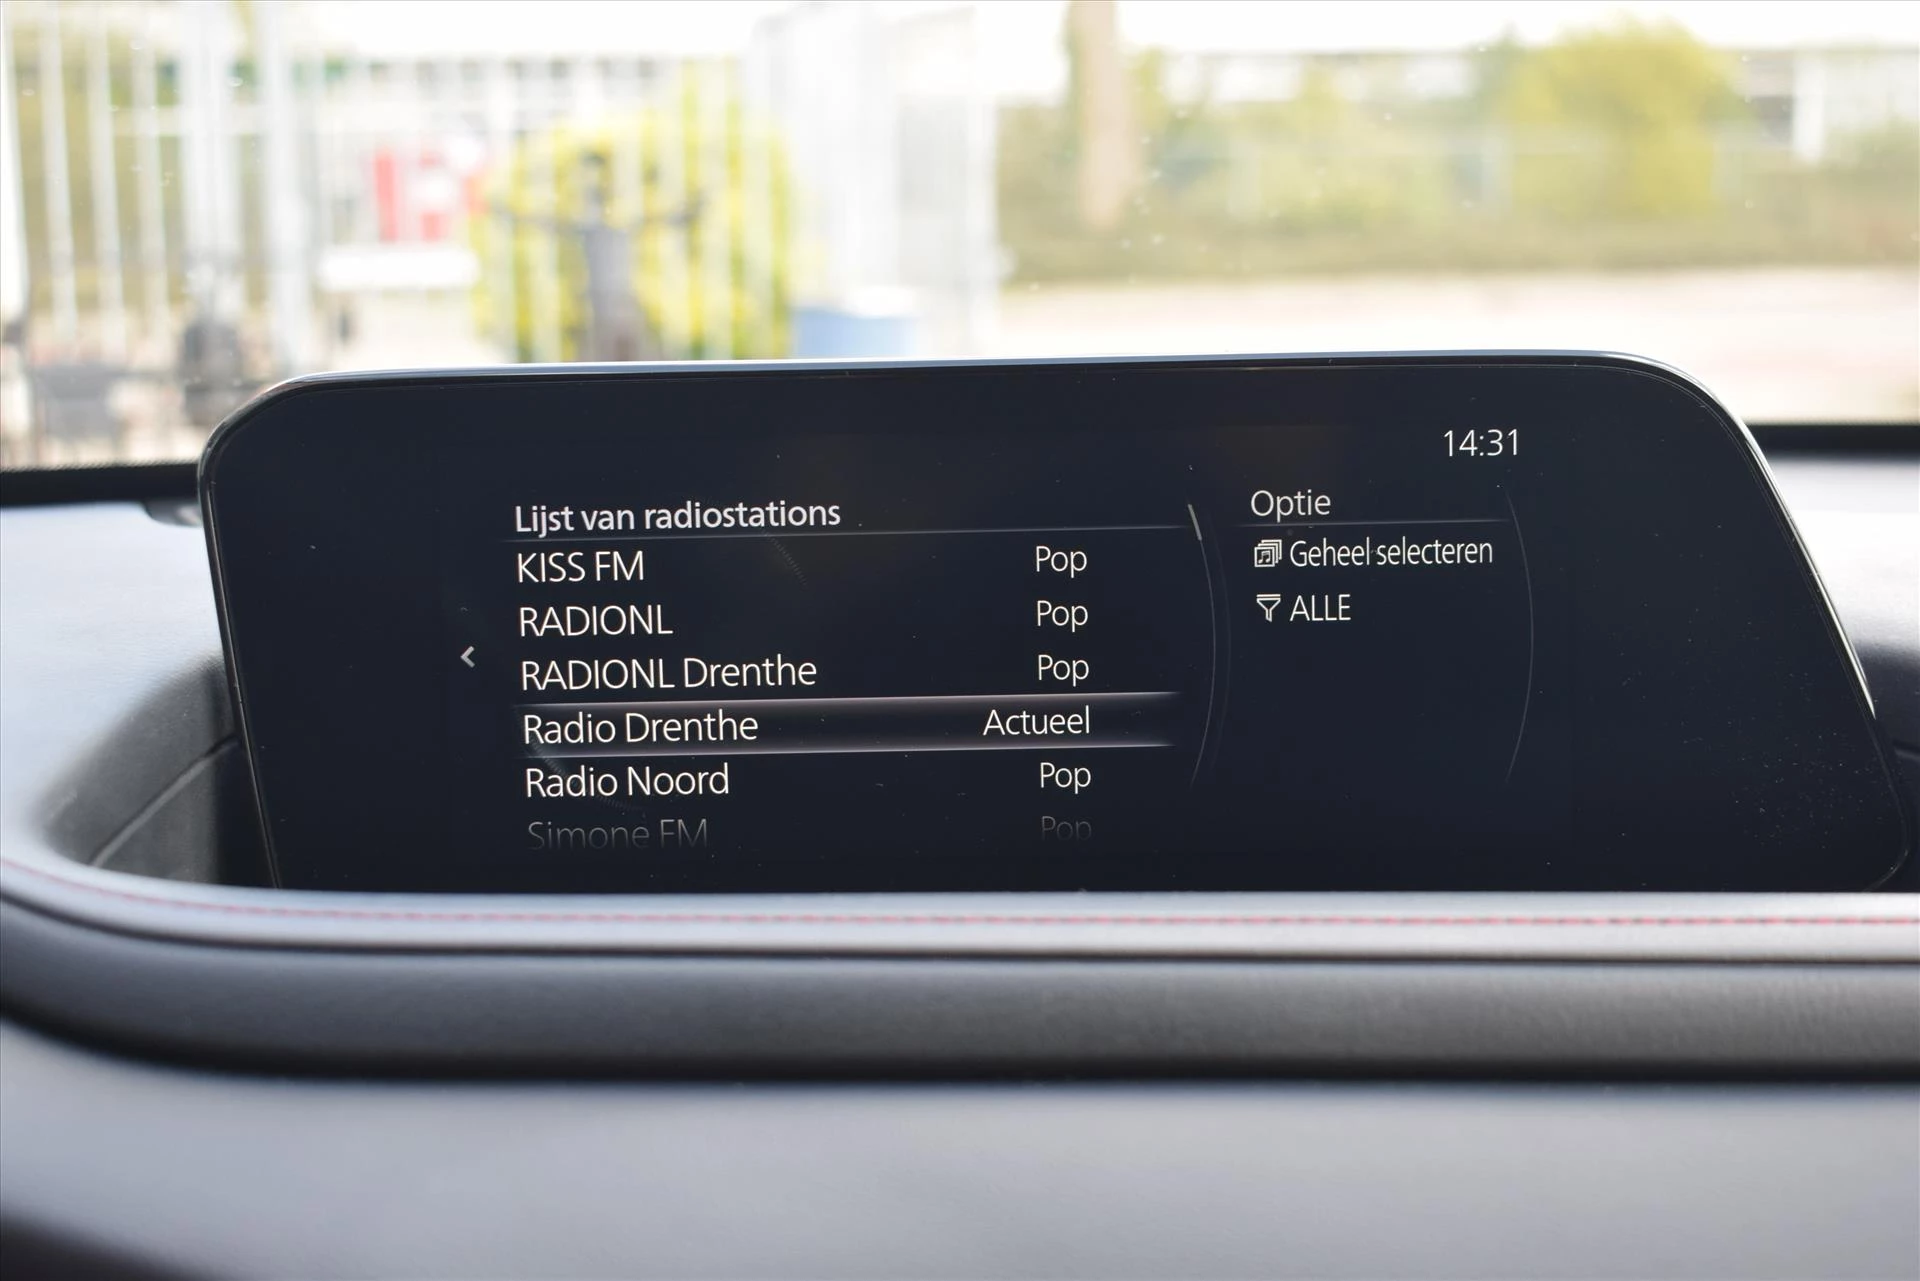 14:31
Lijst van radiostations
KISS FM Pop
RADIONL Pop
RADIONL Drenthe Pop
Radio Drenthe Actueel
Radio Noord Pop
Simone FM Pop
Optie
Geheel selecteren
ALLE